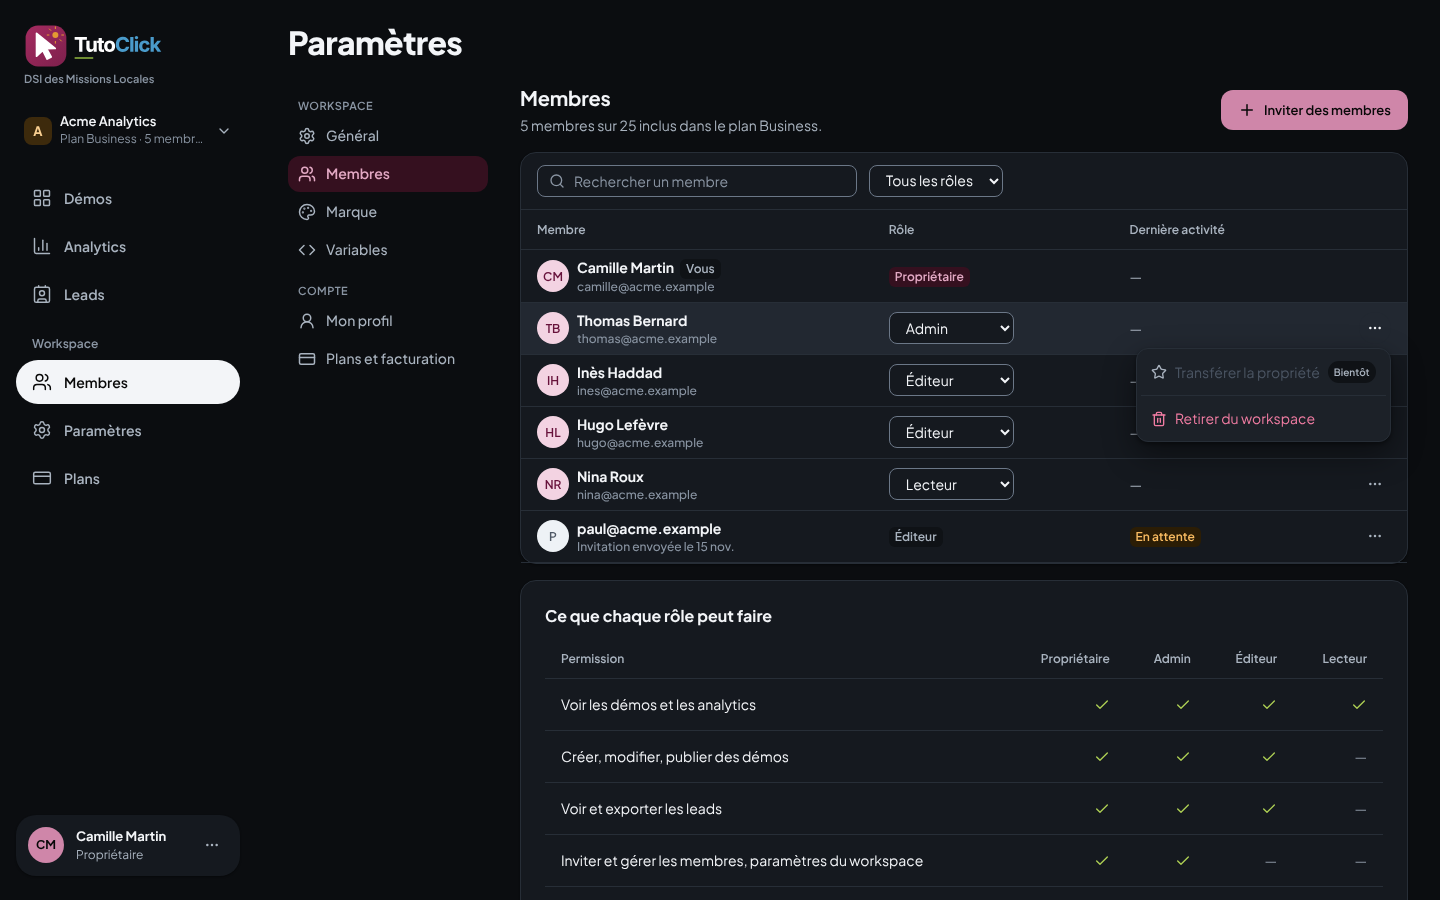 TutoClick
DSI des Missions Locales
A
Acme Analytics
Plan Business · 5 membr...
Démos
Analytics
Leads
Workspace
Membres
Paramètres
Plans
CM
Camille Martin
Propriétaire
Paramètres
WORKSPACE
Général
Membres
Marque
Variables
COMPTE
Mon profil
Plans et facturation
Membres
5 membres sur 25 inclus dans le plan Business.
Inviter des membres
Rechercher un membre
Tous les rôles
Membre Rôle Dernière activité
CM Camille Martin Vous Propriétaire —
camille@acme.example
TB Thomas Bernard Admin —
thomas@acme.example
Transférer la propriété Bientôt
Retirer du workspace
IH Inès Haddad Éditeur
ines@acme.example
HL Hugo Lefèvre Éditeur
hugo@acme.example
NR Nina Roux Lecteur —
nina@acme.example
P paul@acme.example Éditeur En attente
Invitation envoyée le 15 nov.
Ce que chaque rôle peut faire
Permission Propriétaire Admin Éditeur Lecteur
Voir les démos et les analytics
Créer, modifier, publier des démos —
Voir et exporter les leads —
Inviter et gérer les membres, paramètres du workspace — —